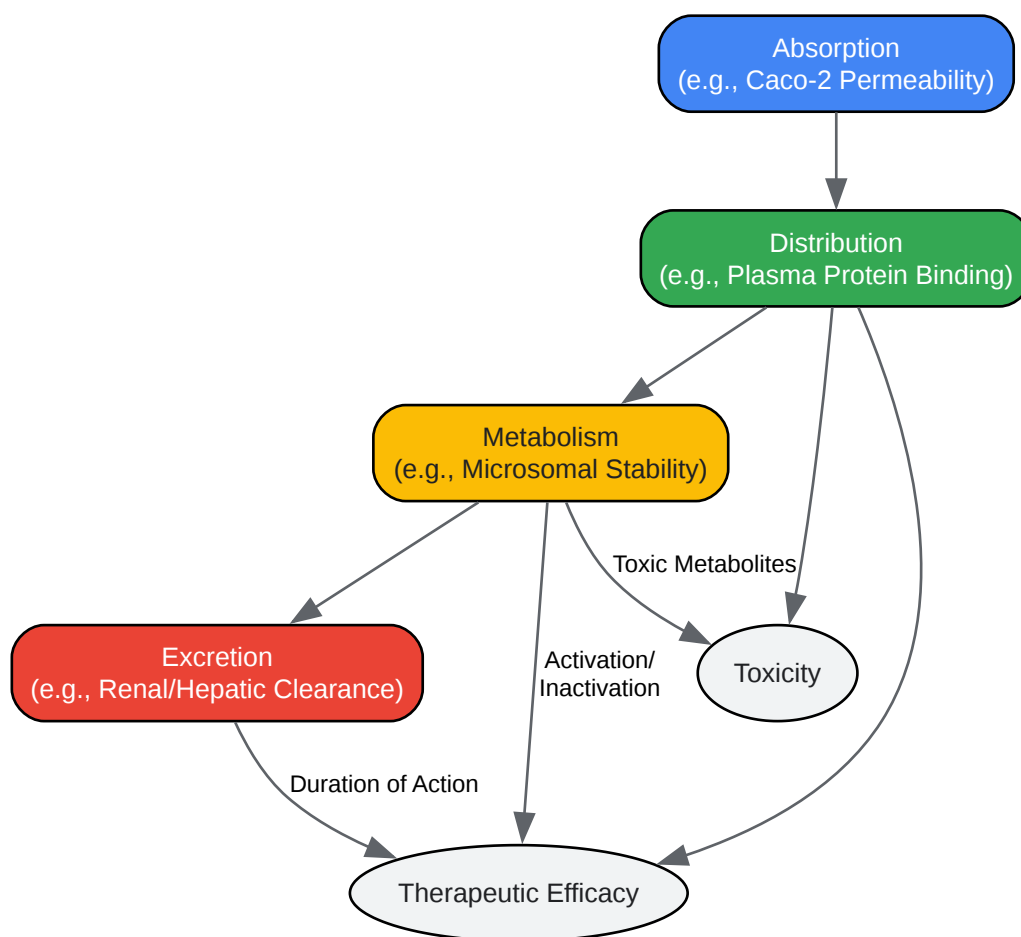 Absorption
(e.g., Caco-2 Permeability)
Distribution
(e.g., Plasma Protein Binding)
Metabolism
(e.g., Microsomal Stability)
Toxic Metabolites
Excretion
(e.g., Renal/Hepatic Clearance)
Activation/
Inactivation
Toxicity
Duration of Action
Therapeutic Efficacy